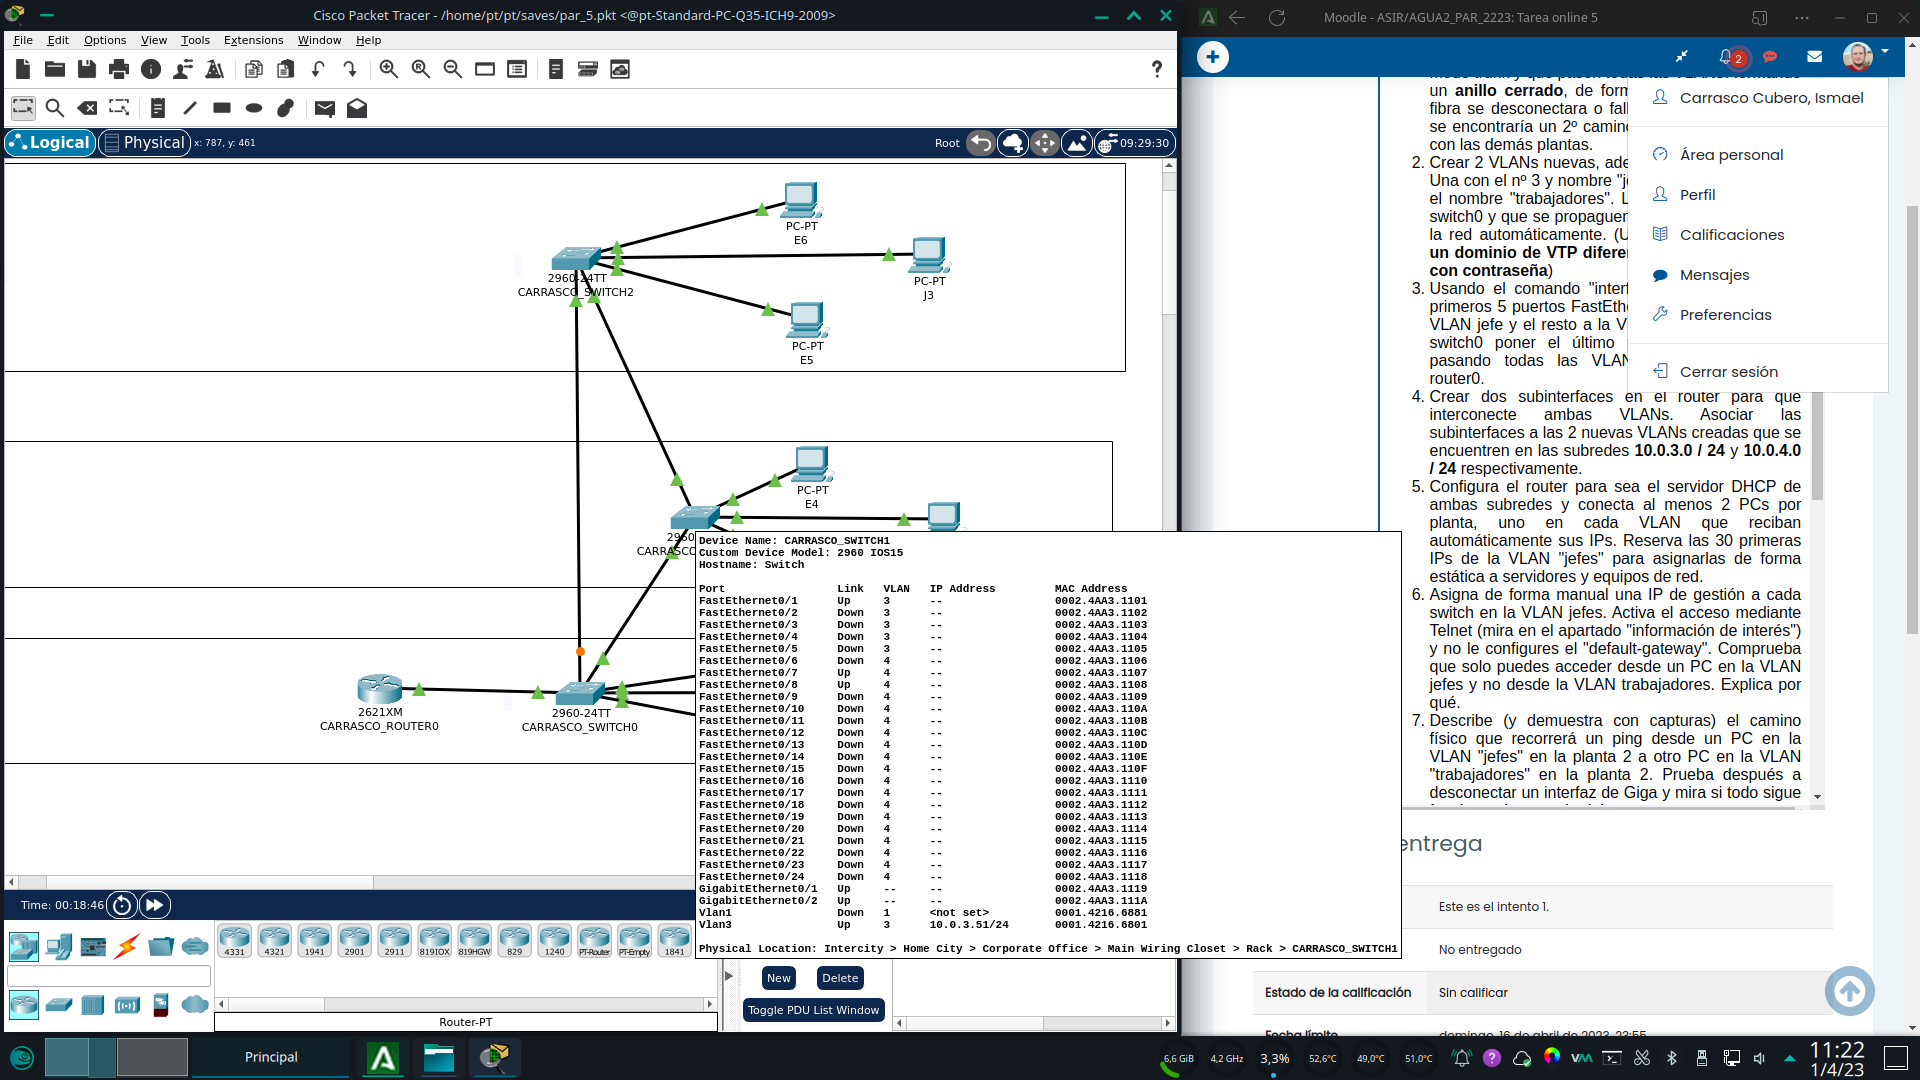 Cisco Packet Tracer - /home/pt/pt/saves/par_5.pkt <@pt-Standard-PC-Q35-ICH9-2009>
File Edit Options View Tools Extensions Window Help
Logical
Physical
x: 787, y: 461
Root
09:29:30
PC-PT
E6
2960-24TT
CARRASCO_SWITCH2
PC-PT
J3
PC-PT
E5
PC-PT
E4
2960
CARRASCO
2621XM
CARRASCO_ROUTER0
2960-24TT
CARRASCO_SWITCH0
Device Name: CARRASCO_SWITCH1
Custom Device Model: 2960 IOS15
Hostname: Switch
Port Link VLAN IP Address MAC Address
FastEthernet0/1 Up 3 -- 0002.4AA3.1101
FastEthernet0/2 Down 3 -- 0002.4AA3.1102
FastEthernet0/3 Down 3 -- 0002.4AA3.1103
FastEthernet0/4 Down 3 -- 0002.4AA3.1104
FastEthernet0/5 Down 3 -- 0002.4AA3.1105
FastEthernet0/6 Down 4 -- 0002.4AA3.1106
FastEthernet0/7 Up 4 -- 0002.4AA3.1107
FastEthernet0/8 Up 4 -- 0002.4AA3.1108
FastEthernet0/9 Down 4 -- 0002.4AA3.1109
FastEthernet0/10 Down 4 -- 0002.4AA3.110A
FastEthernet0/11 Down 4 -- 0002.4AA3.110B
FastEthernet0/12 Down 4 -- 0002.4AA3.110C
FastEthernet0/13 Down 4 -- 0002.4AA3.110D
FastEthernet0/14 Down 4 -- 0002.4AA3.110E
FastEthernet0/15 Down 4 -- 0002.4AA3.110F
FastEthernet0/16 Down 4 -- 0002.4AA3.1110
FastEthernet0/17 Down 4 -- 0002.4AA3.1111
FastEthernet0/18 Down 4 -- 0002.4AA3.1112
FastEthernet0/19 Down 4 -- 0002.4AA3.1113
FastEthernet0/20 Down 4 -- 0002.4AA3.1114
FastEthernet0/21 Down 4 -- 0002.4AA3.1115
FastEthernet0/22 Down 4 -- 0002.4AA3.1116
FastEthernet0/23 Down 4 -- 0002.4AA3.1117
FastEthernet0/24 Down 4 -- 0002.4AA3.1118
GigabitEthernet0/1 Up -- -- 0002.4AA3.1119
GigabitEthernet0/2 Up -- -- 0002.4AA3.111A
Vlan1 Down 1 <not set> 0001.4216.6881
Vlan3 Up 3 10.0.3.51/24 0001.4216.6801
Physical Location: Intercity > Home City > Corporate Office > Main Wiring Closet > Rack > CARRASCO_SWITCH1
Time: 00:18:46
4331 4321 1941 2901 2911 819IOX 819HGW 829 1240 PT-Router PT-Empty 1841
Router-PT
New
Delete
Toggle PDU List Window
Moodle - ASIR/AGUA2_PAR_2223: Tarea online 5
2
un anillo cerrado, de form
fibra se desconectara o fall
se encontraría un 2º camino
con las demás plantas.
2. Crear 2 VLANs nuevas, ade
Una con el nº 3 y nombre "je
el nombre "trabajadores". L
switch0 y que se propaguen
la red automáticamente. (U
un dominio de VTP difere
con contraseña)
3. Usando el comando "interf
primeros 5 puertos FastEthe
VLAN jefe y el resto a la V
switch0 poner el último
pasando todas las VLAN
router0.
4. Crear dos subinterfaces en el router para que
interconecte ambas VLANs. Asociar las
subinterfaces a las 2 nuevas VLANs creadas que se
encuentren en las subredes 10.0.3.0 / 24 y 10.0.4.0
/ 24 respectivamente.
5. Configura el router para sea el servidor DHCP de
ambas subredes y conecta al menos 2 PCs por
planta, uno en cada VLAN que reciban
automáticamente sus IPs. Reserva las 30 primeras
IPs de la VLAN "jefes" para asignarlas de forma
estática a servidores y equipos de red.
6. Asigna de forma manual una IP de gestión a cada
switch en la VLAN jefes. Activa el acceso mediante
Telnet (mira en el apartado "información de interés")
y no le configures el "default-gateway". Comprueba
que solo puedes acceder desde un PC en la VLAN
jefes y no desde la VLAN trabajadores. Explica por
qué.
7. Describe (y demuestra con capturas) el camino
físico que recorrerá un ping desde un PC en la
VLAN "jefes" en la planta 2 a otro PC en la VLAN
"trabajadores" en la planta 2. Prueba después a
desconectar un interfaz de Giga y mira si todo sigue
Carrasco Cubero, Ismael
Área personal
Perfil
Calificaciones
Mensajes
Preferencias
Cerrar sesión
entrega
Este es el intento 1.
No entregado
Estado de la calificación Sin calificar
Fecha límite domingo, 16 de abril de 2023, 23:55
Principal
6,6 GiB
4,2 GHz
3,3%
52,6°C
49,0°C
51,0°C
11:22
1/4/23